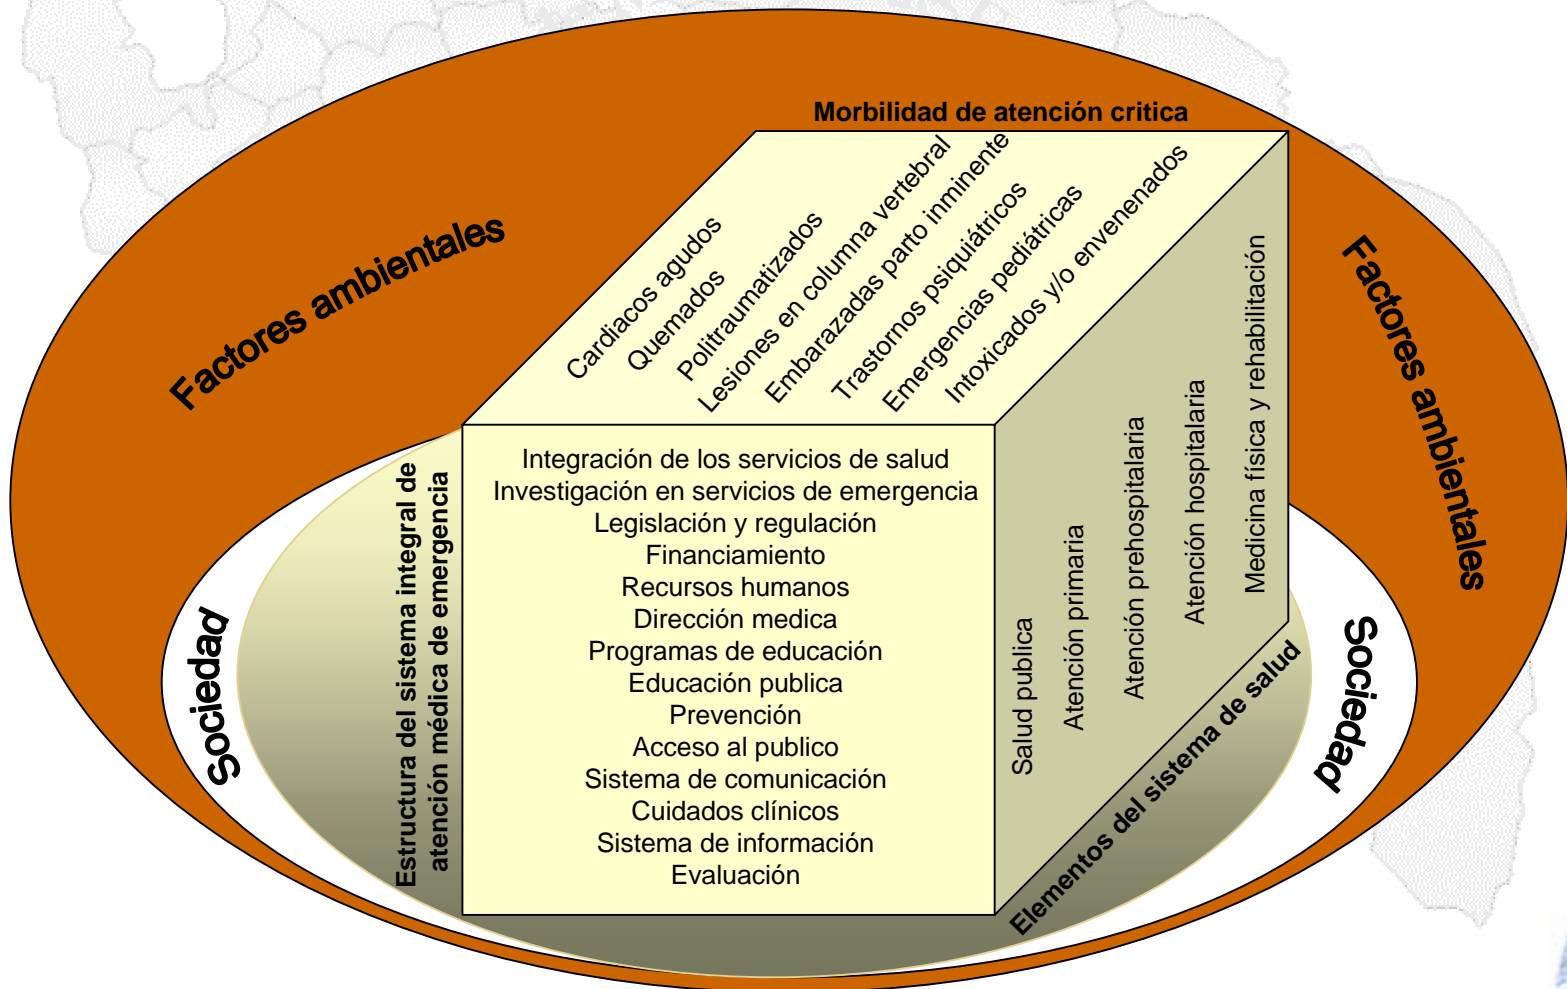 Morbilidad de atención critica
Factores ambientales
Factores ambientales
Cardiacos agudos
Quemados
Politraumatizados
Lesiones en columna vertebral
Embarazadas parto inminente
Trastornos psiquiátricos
Emergencias pediátricas
Intoxicados y/o envenenados
Estructura del sistema integral de
atención médica de emergencia
Integración de los servicios de salud
Investigación en servicios de emergencia
Legislación y regulación
Financiamiento
Recursos humanos
Dirección medica
Programas de educación
Educación publica
Prevención
Acceso al publico
Sistema de comunicación
Cuidados clínicos
Sistema de información
Evaluación
Salud publica
Atención primaria
Atención prehospitalaria
Atención hospitalaria
Medicina física y rehabilitación
Elementos del sistema de salud
Sociedad
Sociedad